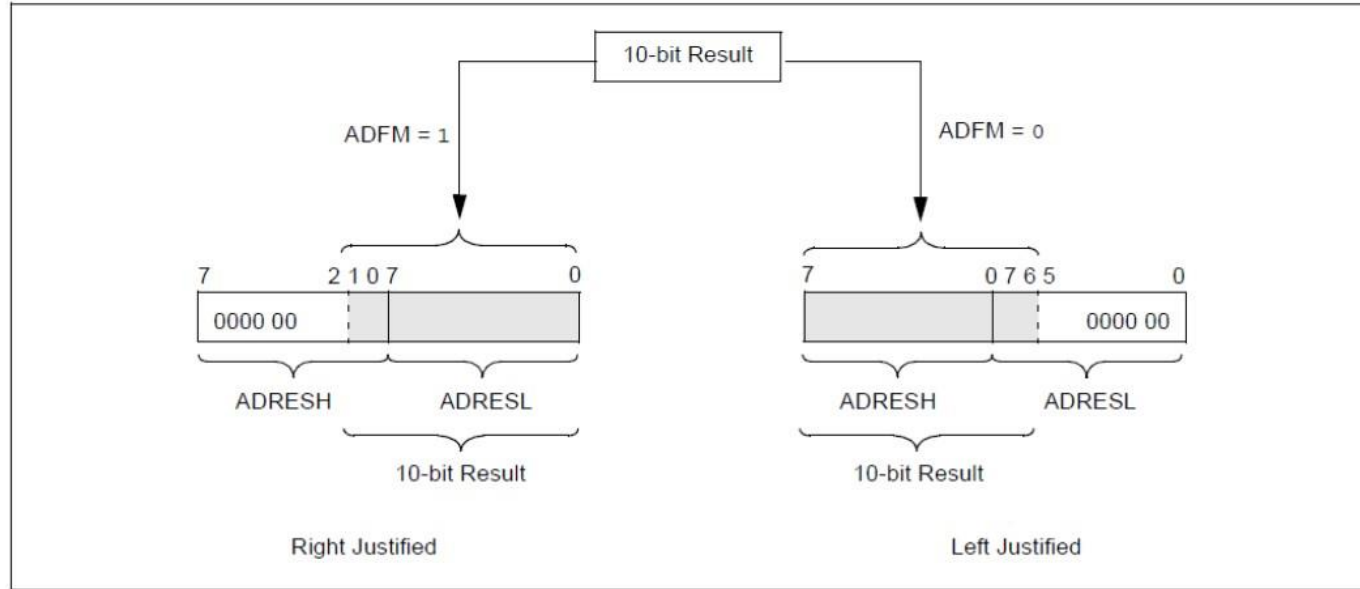 10-bit Result
ADFM = 1
ADFM = 0
7 2 1 0 7 0
7 0 7 6 5 0
0000 00
0000 00
ADRESH ADRESL
ADRESH ADRESL
10-bit Result
10-bit Result
Right Justified
Left Justified